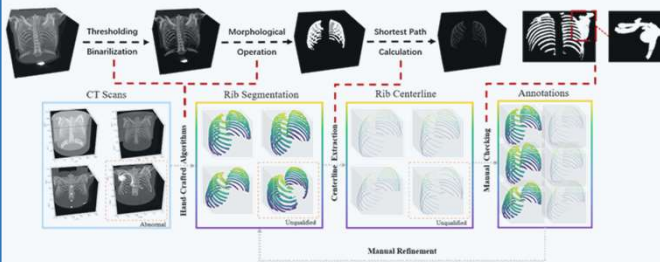 Thresholding
Binarilization
Morphological
Operation
Shortest Path
Calculation
CT Scans
Abnormal
Hand-Crafted Algorithms
Rib Segmentation
Unqualified
Centerline Extraction
Rib Centerline
Unqualified
Manual Checking
Annotations
Manual Refinement